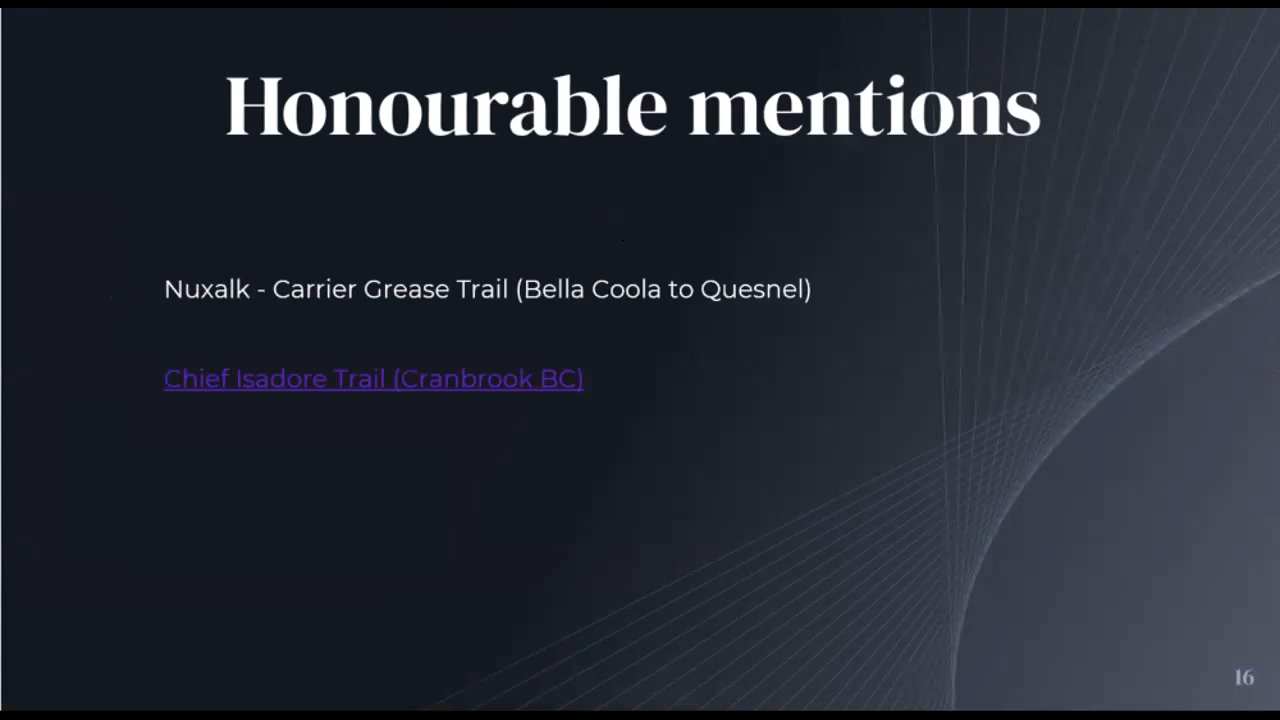 Honourable mentions
Nuxalk - Carrier Grease Trail (Bella Coola to Quesnel)
Chief Isadore Trail (Cranbrook BC)
16